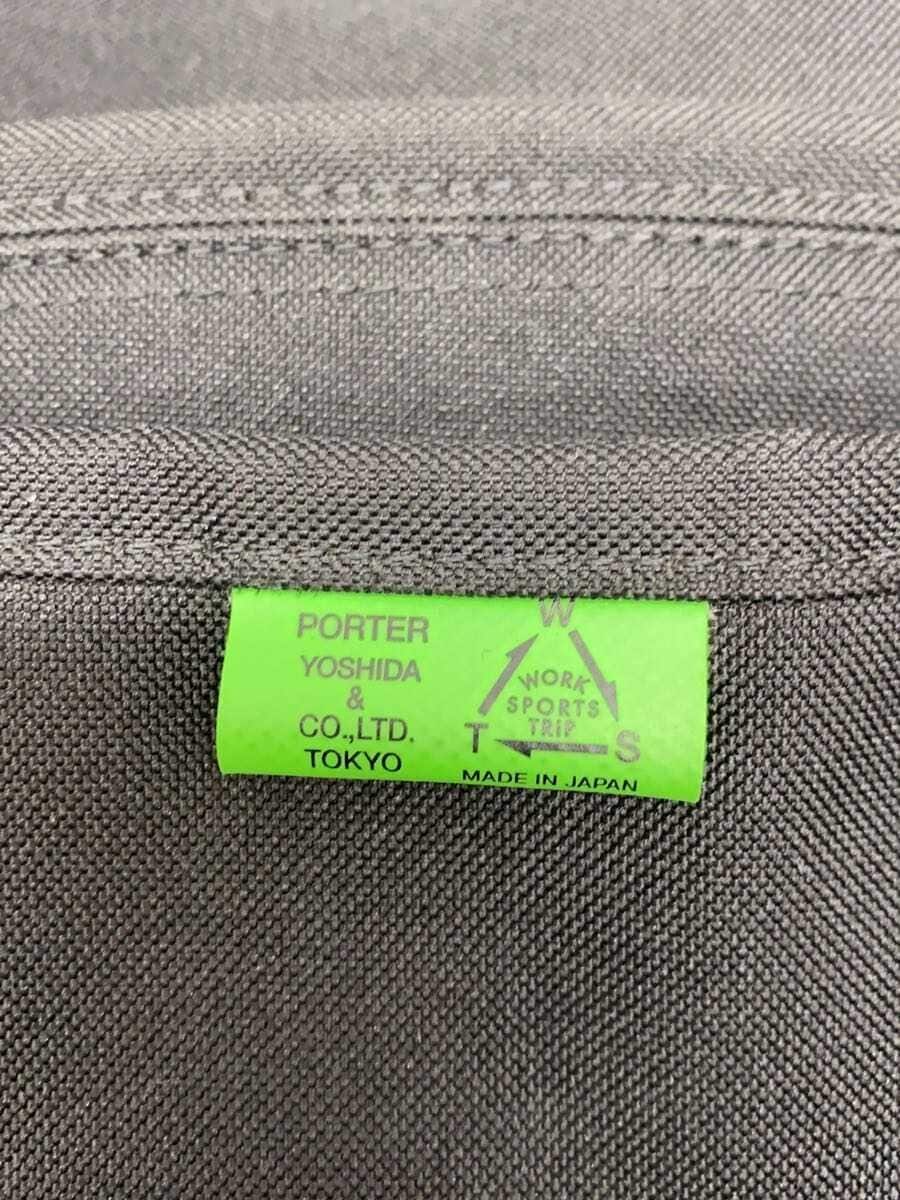 PORTER
YOSHIDA
&
CO.,LTD.
TOKYO
W
WORK
SPORTS
TRIP
T
S
MADE IN JAPAN